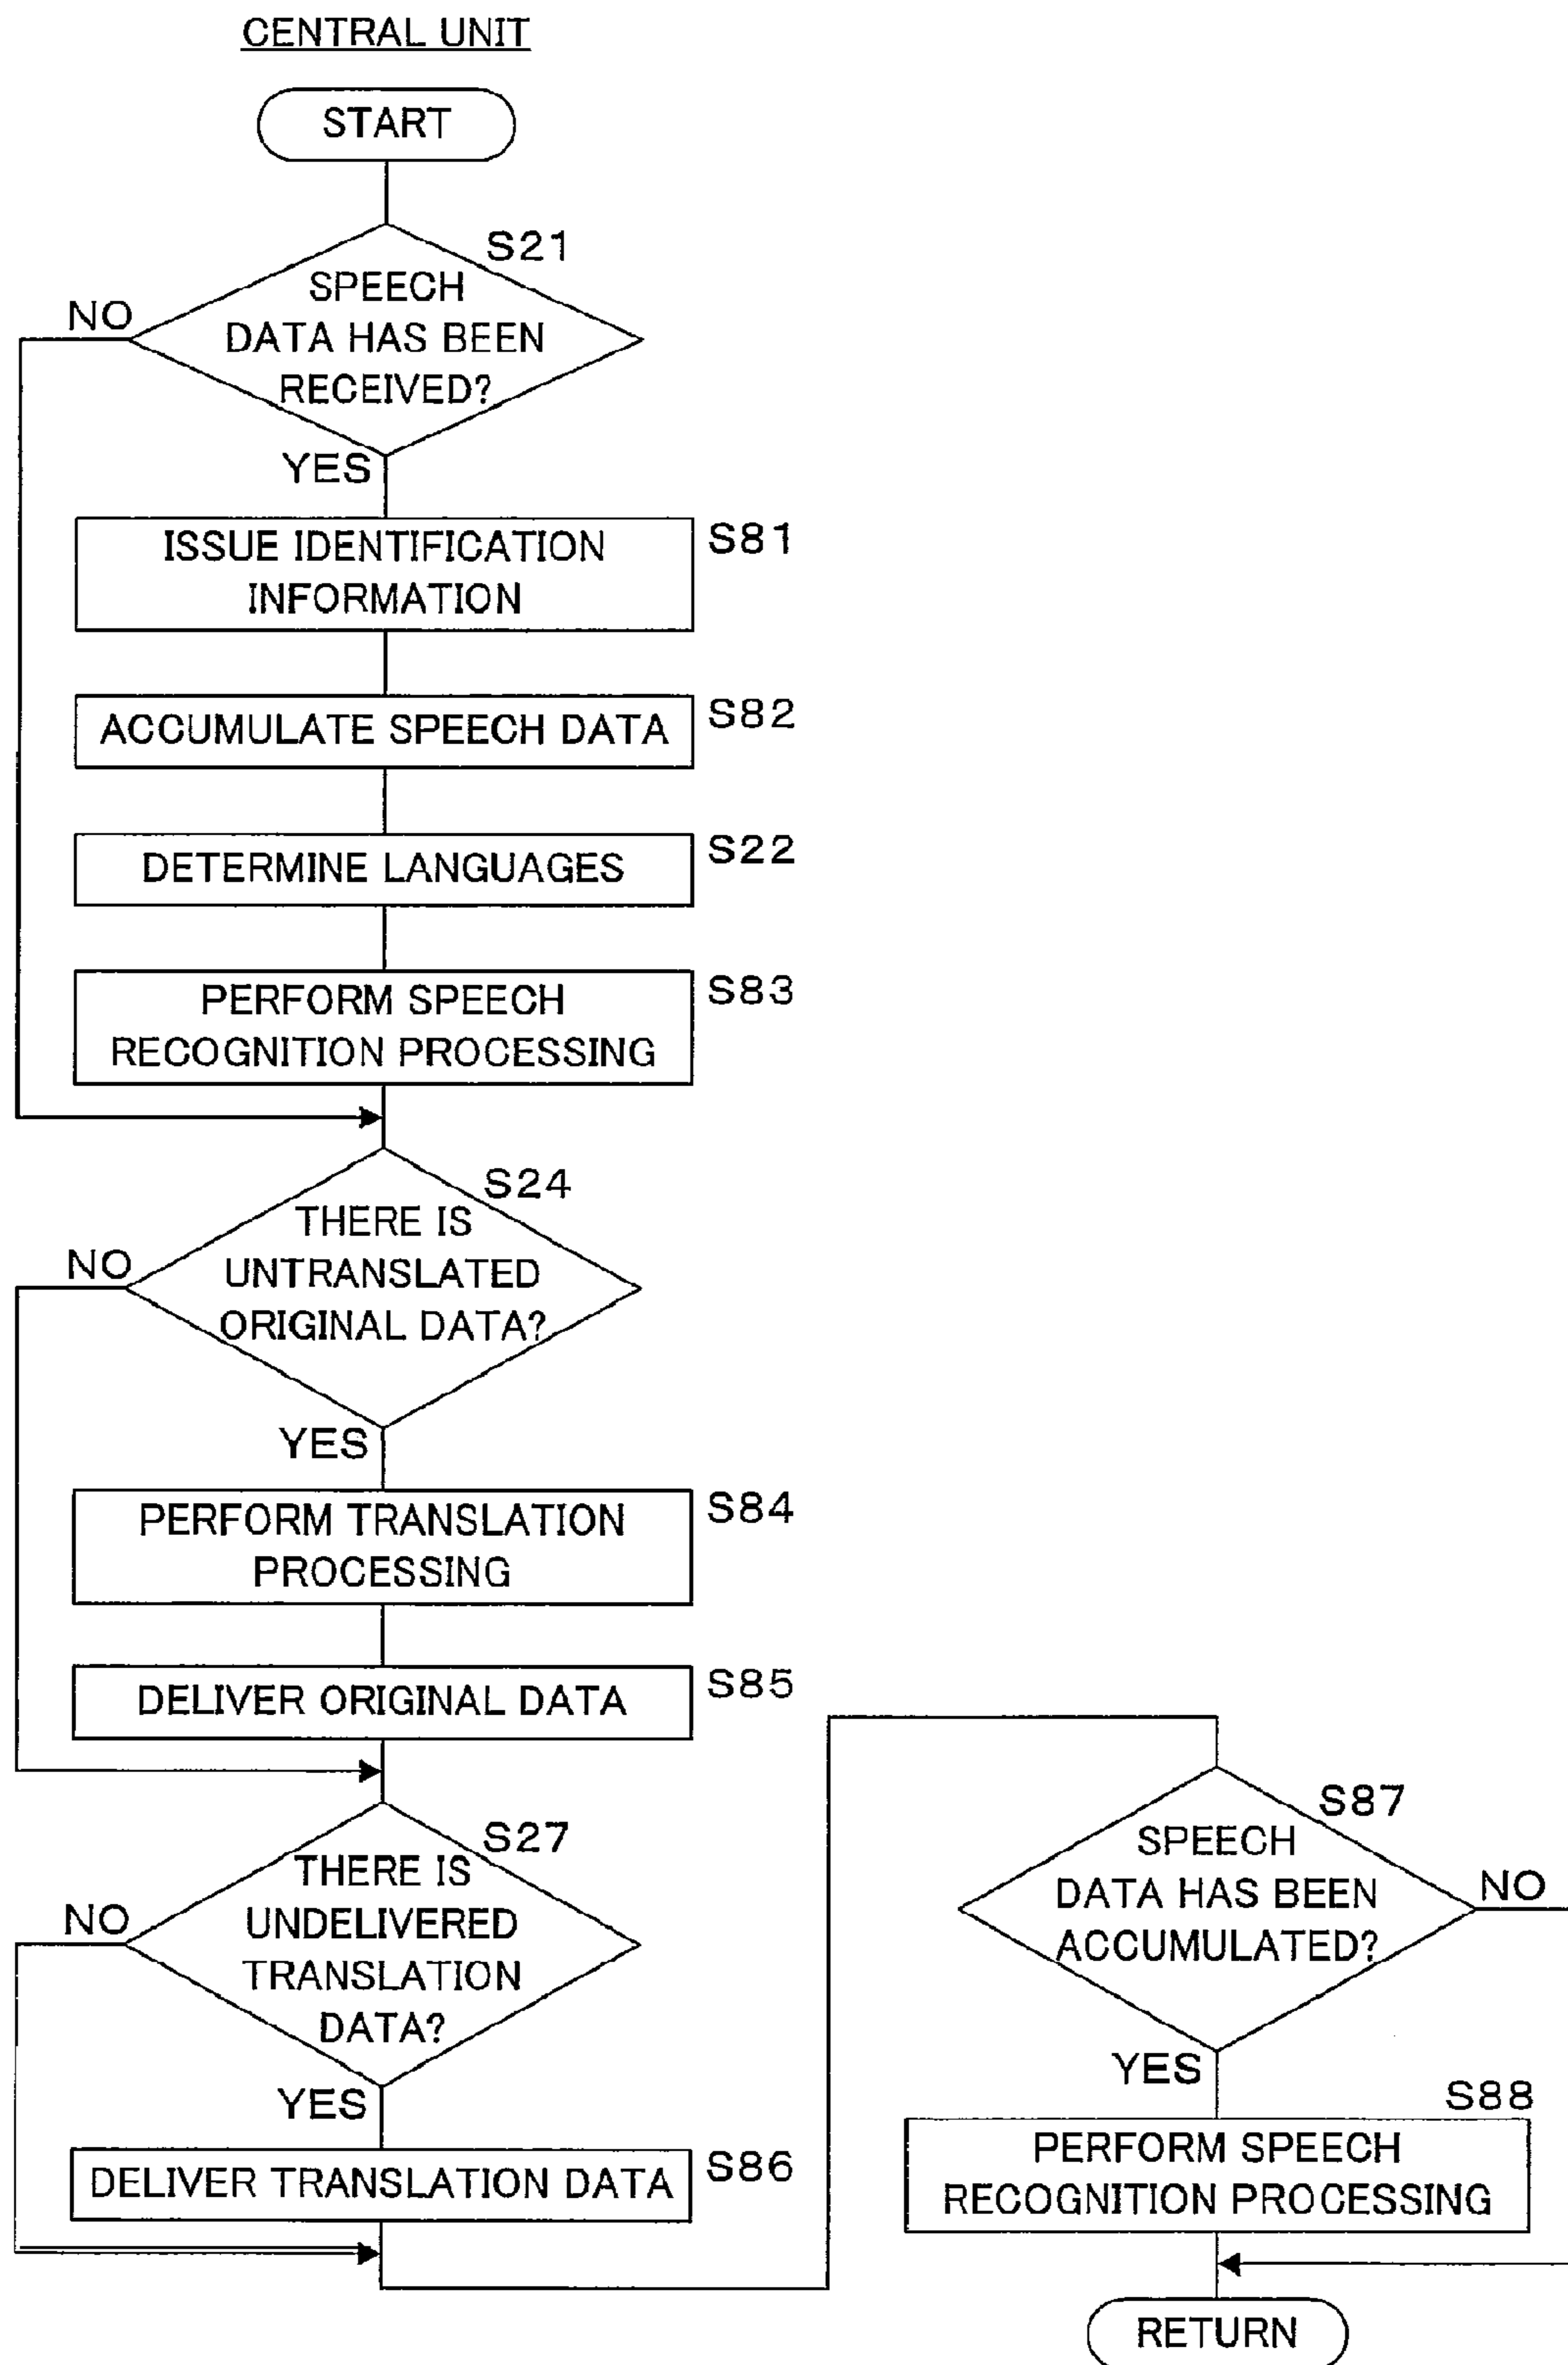 CENTRAL UNIT
START
S21
SPEECH
DATA HAS BEEN
RECEIVED?
NO
YES
ISSUE IDENTIFICATION
INFORMATION
S81
ACCUMULATE SPEECH DATA
S82
DETERMINE LANGUAGES
S22
PERFORM SPEECH
RECOGNITION PROCESSING
S83
S24
THERE IS
UNTRANSLATED
ORIGINAL DATA?
NO
YES
PERFORM TRANSLATION
PROCESSING
S84
DELIVER ORIGINAL DATA
S85
S27
THERE IS
UNDELIVERED
TRANSLATION
DATA?
NO
YES
DELIVER TRANSLATION DATA
S86
S87
SPEECH
DATA HAS BEEN
ACCUMULATED?
NO
YES
S88
PERFORM SPEECH
RECOGNITION PROCESSING
RETURN